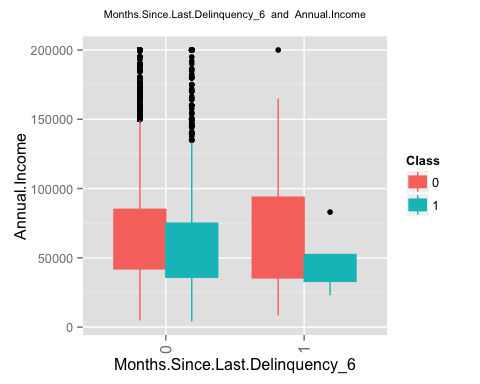 Months.Since.Last.Delinquency_6 and Annual.Income
200000
150000
100000
50000
0
Annual.Income
0
1
Months.Since.Last.Delinquency_6
Class
0
1